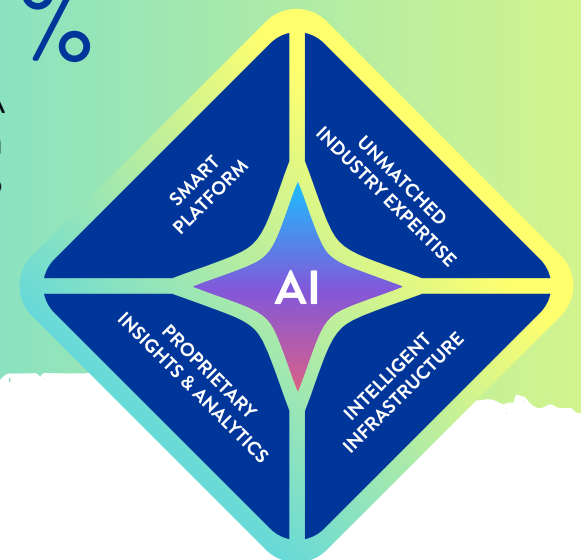 %
SMART
PLATFORM
UNMATCHED
INDUSTRY EXPERTISE
AI
PROPRIETARY
INSIGHTS & ANALYTICS
INTELLIGENT
INFRASTRUCTURE